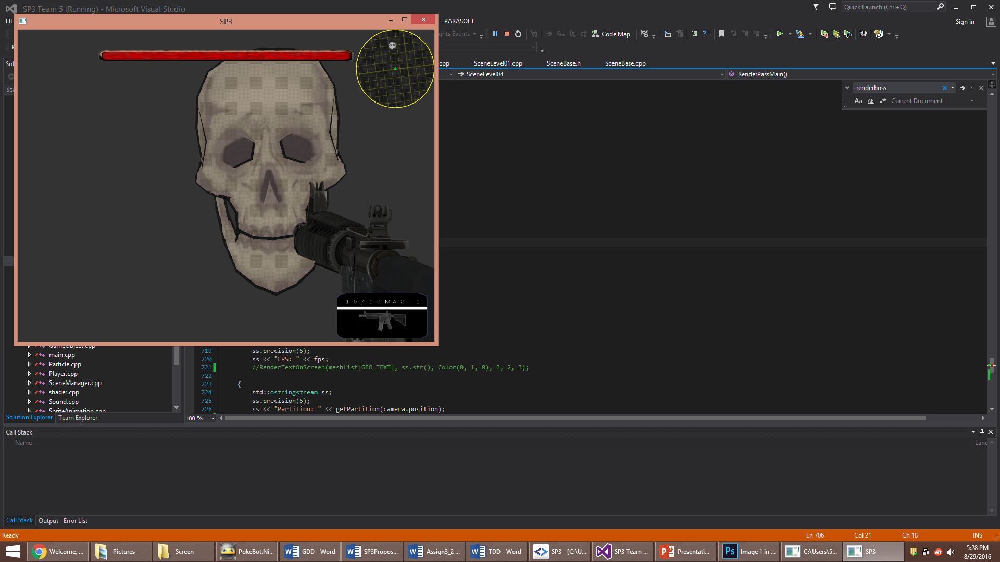 SP3 Team 5 (Running) - Microsoft Visual Studio
Quick Launch (Ctrl+Q)
FIL
SP3
PARASOFT
Sign in
ghts Events
Code Map
Sol
.cpp
SceneLevel01.cpp
SceneBase.h
SceneBase.cpp
SceneLevel04
RenderPassMain()
Sea
renderboss
Aa
Current Document
10/10MAG:1
GameObject.cpp
main.cpp
Particle.cpp
Player.cpp
SceneManager.cpp
shader.cpp
Sound.cpp
SpriteAnimation.cpp
719 ss.precision(5);
720 ss << "FPS: " << fps;
721 //RenderTextOnScreen(meshList[GEO_TEXT], ss.str(), Color(0, 1, 0), 3, 2, 3);
722
723 {
724 std::ostringstream ss;
725 ss.precision(5);
726 ss << "Partition: " << getPartition(camera.position);
Solution Explorer
Team Explorer
100 %
Call Stack
Name
Lang
Call Stack
Output
Error List
Ready
Ln 706
Col 21
Ch 18
INS
Welcome, ...
Pictures
Screen
PokeBot.Ni...
GDD - Word
SP3Propos...
Assign3_2 ...
TDD - Word
SP3 - [C:\U...
SP3 Team ...
Presentati...
Image 1 in ...
C:\Users\5...
SP3
5:28 PM
8/29/2016